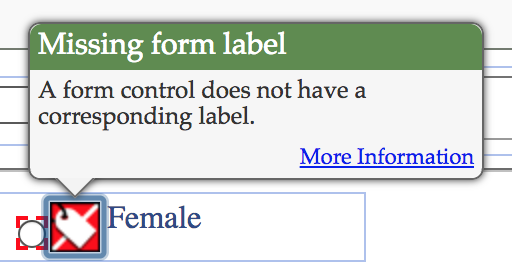 Missing form label
A form control does not have a
corresponding label.
More Information
Female